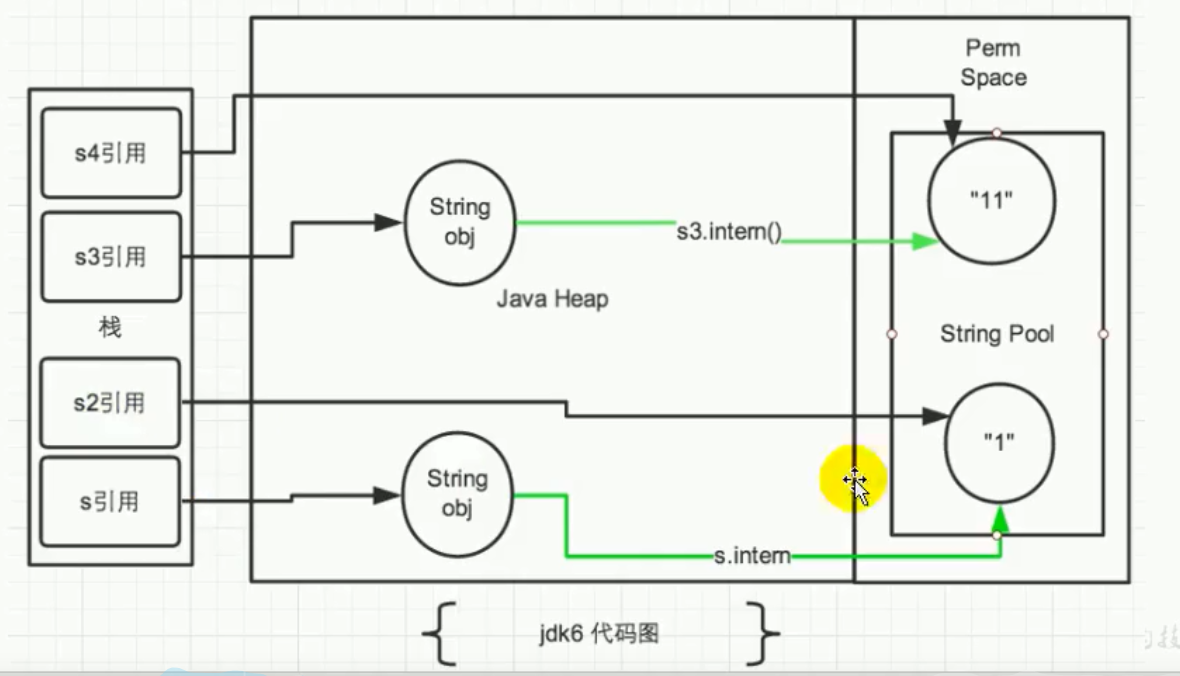 Perm
Space
s4引用
String
obj
"11"
s3.intern()
s3引用
Java Heap
栈
String Pool
s2引用
"1"
String
obj
s引用
s.intern
jdk6 代码图